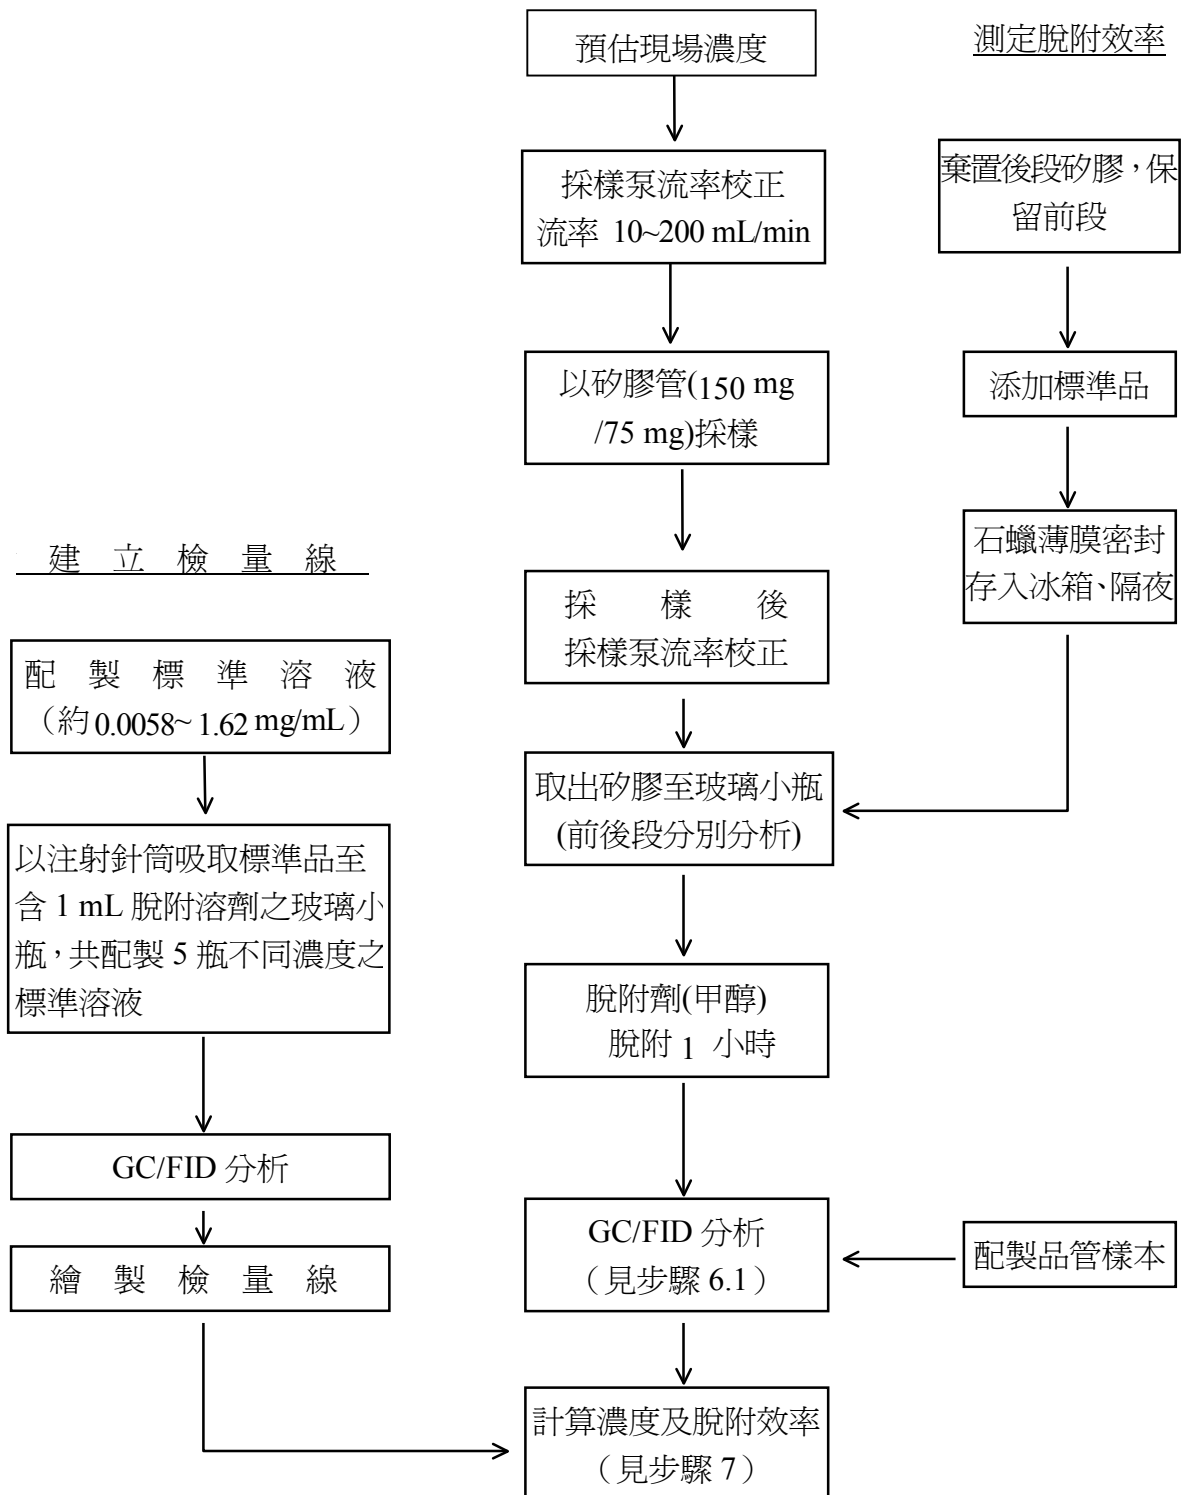 預估現場濃度
測定脫附效率
採樣泵流率校正
流率 10~200 mL/min
棄置後段矽膠，保
留前段
以矽膠管(150 mg
/75 mg)採樣
添加標準品
石蠟薄膜密封
存入冰箱、隔夜
建立檢量線
採樣後
採樣泵流率校正
配製標準溶液
（約0.0058~1.62 mg/mL）
取出矽膠至玻璃小瓶
(前後段分別分析)
以注射針筒吸取標準品至
含 1 mL 脫附溶劑之玻璃小
瓶，共配製 5 瓶不同濃度之
標準溶液
脫附劑(甲醇)
脫附 1 小時
GC/FID 分析
GC/FID 分析
（見步驟 6.1）
配製品管樣本
繪製檢量線
計算濃度及脫附效率
（見步驟 7）